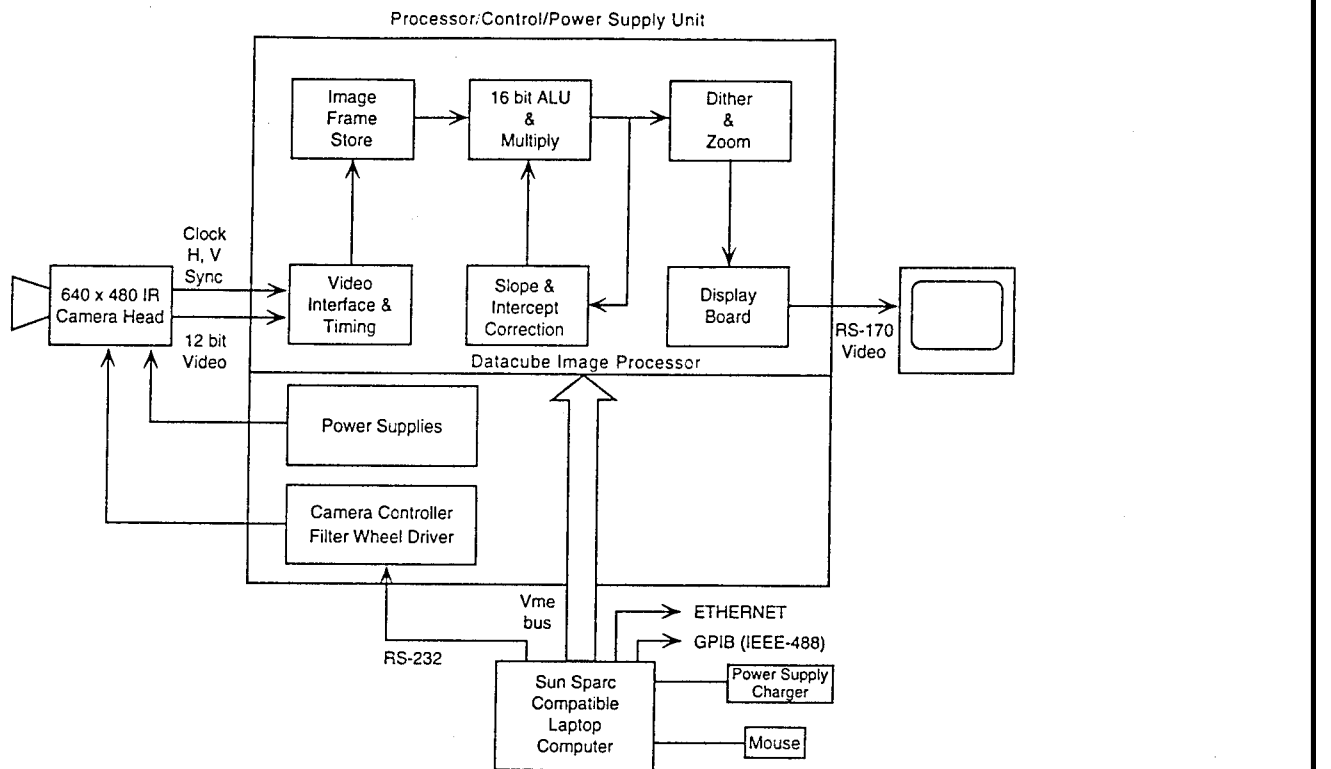 Processor/Control/Power Supply Unit
Image
Frame
Store
16 bit ALU
&
Multiply
Dither
&
Zoom
Clock
H, V
Sync
640 x 480 IR
Camera Head
12 bit
Video
Video
Interface &
Timing
Slope &
Intercept
Correction
Display
Board
RS-170
Video
Datacube Image Processor
Power Supplies
Camera Controller
Filter Wheel Driver
Vme
bus
RS-232
ETHERNET
GPIB (IEEE-488)
Sun Sparc
Compatible
Laptop
Computer
Power Supply
Charger
Mouse